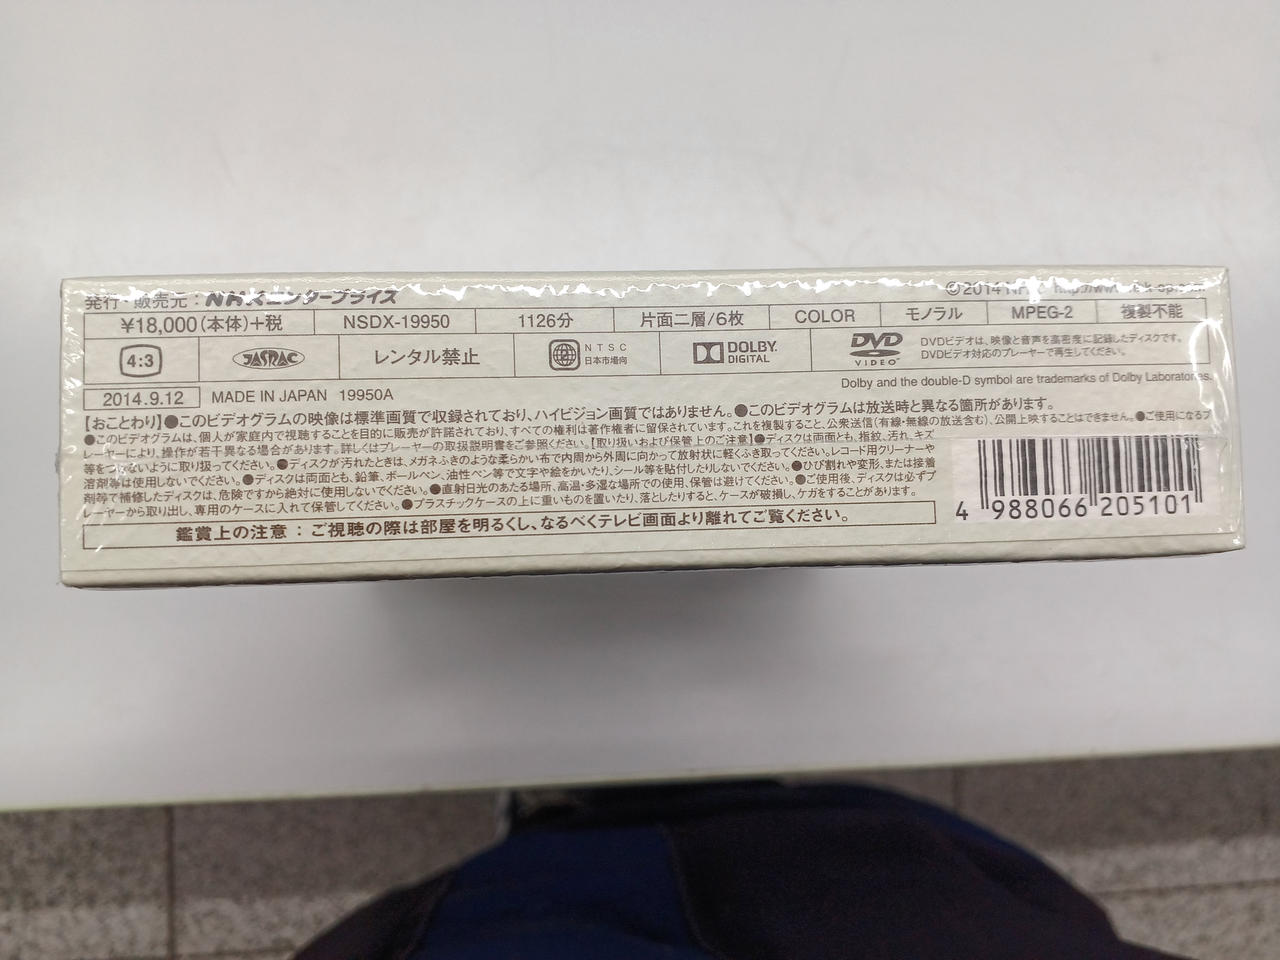 発行・販売元：NHKエンタープライズ
©2014 NHK
¥18,000(本体)+税 NSDX-19950 1126分 片面二層/6枚 COLOR モノラル MPEG-2 複製不能
4:3 JASRAC レンタル禁止 2 NTSC 日本市場向 DOLBY DIGITAL DVD VIDEO DVDビデオは、映像と音声を高密度に記録したディスクです。
DVDビデオ対応のプレーヤーで再生してください。
Dolby and the double-D symbol are trademarks of Dolby Laboratories.
2014.9.12 MADE IN JAPAN 19950A
【おことわり】●このビデオグラムの映像は標準画質で収録されており、ハイビジョン画質ではありません。●このビデオグラムは放送時と異なる箇所があります。
●このビデオグラムは、個人が家庭内で視聴することを目的に販売が許諾されており、すべての権利は著作権者に留保されています。これを複製すること、公衆送信(有線・無線の放送含む)、公開上映することはできません。●ご使用になるプ
レーヤーにより、操作が若干異なる場合があります。詳しくはプレーヤーの取扱説明書をご参照ください。【取り扱いおよび保管上のご注意】●ディスクは両面とも、指紋、汚れ、キズ
等をつけないように取り扱ってください。●ディスクが汚れたときは、メガネふきのような柔らかい布で内周から外周に向かって放射状に軽くふき取ってください。レコード用クリーナーや
溶剤等は使用しないでください。●ディスクは両面とも、鉛筆、ボールペン、油性ペン等で文字や絵をかいたり、シール等を貼付したりしないでください。●ひび割れや変形、または接着
剤等で補修したディスクは、危険ですから絶対に使用しないでください。●直射日光のあたる場所、高温・多湿な場所での使用、保管は避けてください。●ご使用後、ディスクは必ずプ
レーヤーから取り出し、専用のケースに入れて保管してください。●プラスチックケースの上に重いものを置いたり、落としたりすると、ケースが破損し、ケガをすることがあります。
鑑賞上の注意：ご視聴の際は部屋を明るくし、なるべくテレビ画面より離れてご覧ください。
4 988066 205101